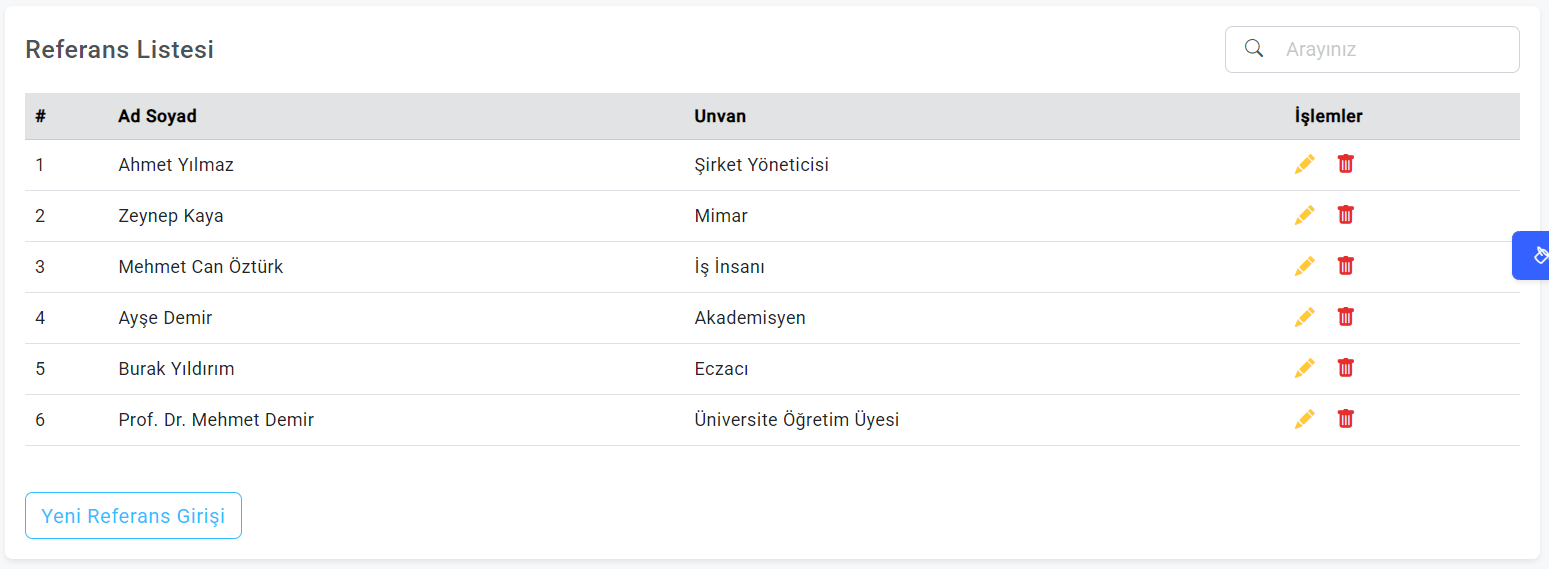 Referans Listesi
Arayınız
# Ad Soyad Unvan İşlemler
1 Ahmet Yılmaz Şirket Yöneticisi
2 Zeynep Kaya Mimar
3 Mehmet Can Öztürk İş İnsanı
4 Ayşe Demir Akademisyen
5 Burak Yıldırım Eczacı
6 Prof. Dr. Mehmet Demir Üniversite Öğretim Üyesi
Yeni Referans Girişi